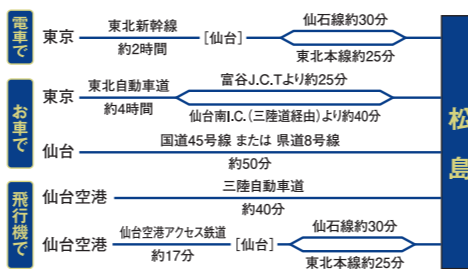 電車で
東京
東北新幹線
約2時間
[仙台]
仙石線約30分
東北本線約25分
お車で
東京
東北自動車道
約4時間
富谷J.C.Tより約25分
仙台南I.C.(三陸道経由)より約40分
仙台
国道45号線 または 県道8号線
約50分
飛行機で
仙台空港
三陸自動車道
約40分
仙台空港
仙台空港アクセス鉄道
約17分
[仙台]
仙石線約30分
東北本線約25分
松島